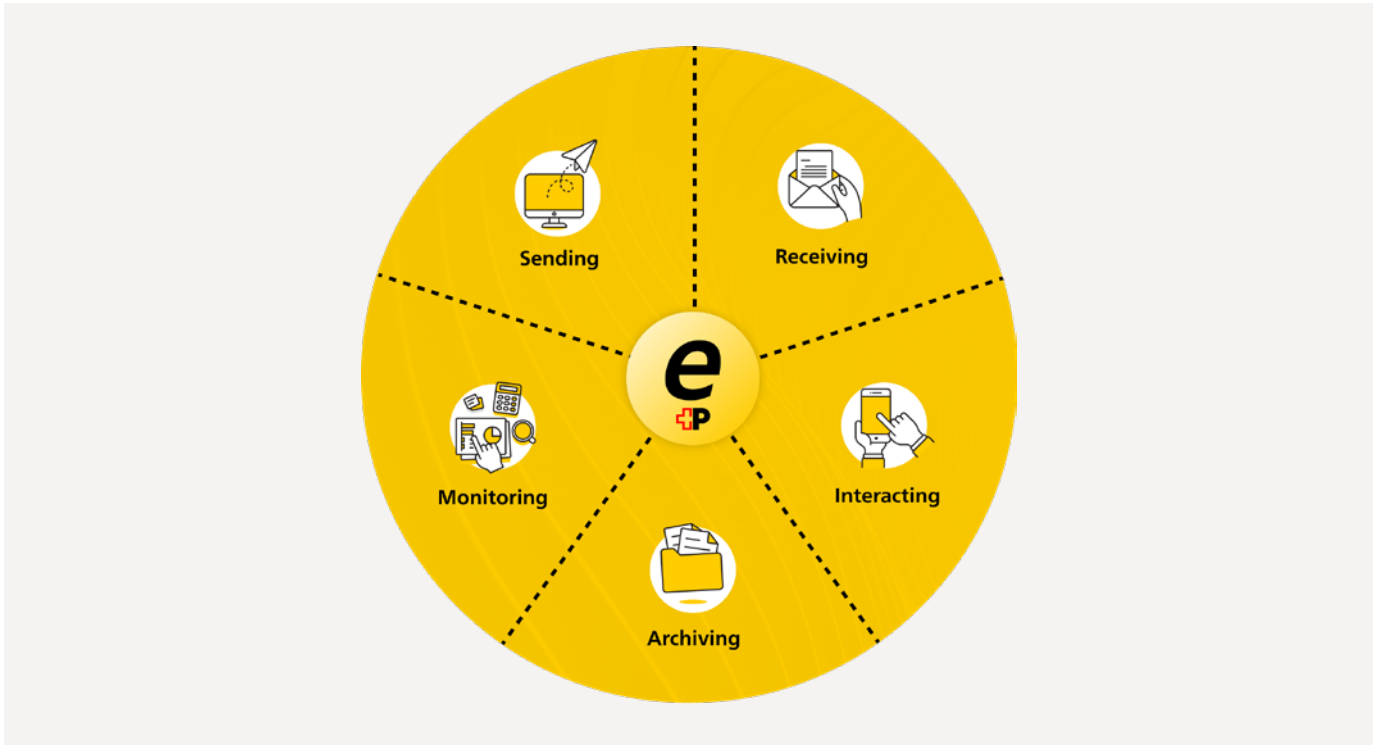 Sending
Receiving
e
P
Monitoring
Interacting
Archiving